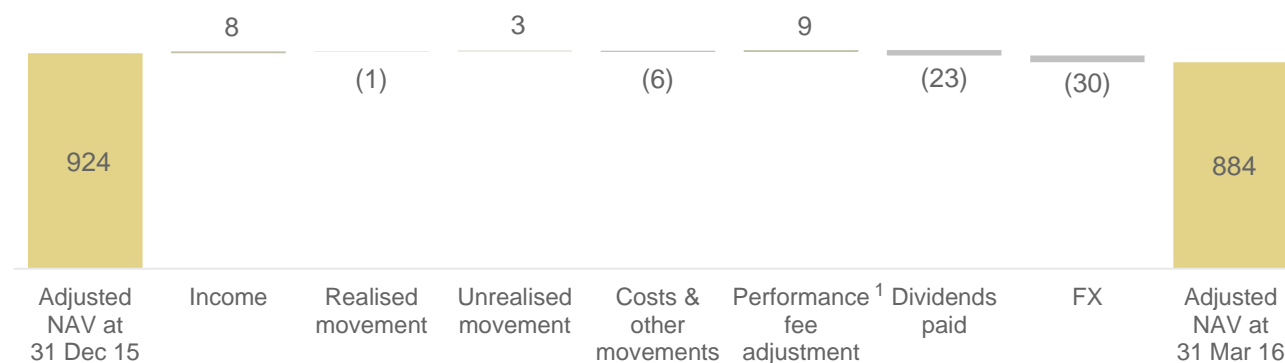 8
3
9
(1)
(6)
(23)
(30)
924
884
Adjusted
NAV at
31 Dec 15
Income
Realised
movement
Unrealised
movement
Costs &
other
movements
Performance 1
fee
adjustment
Dividends
paid
FX
Adjusted
NAV at
31 Mar 16